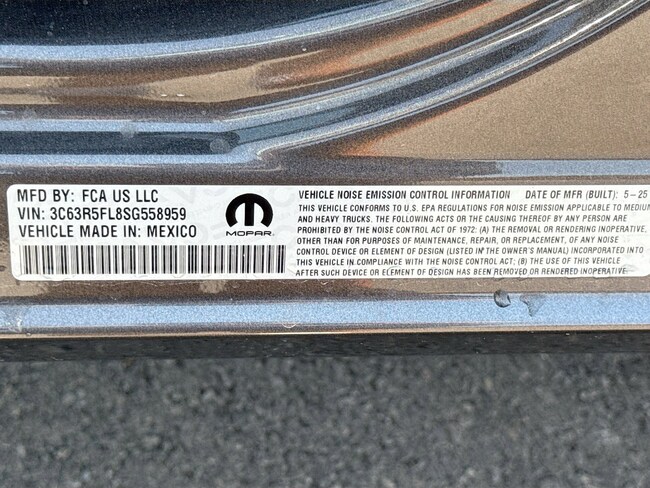 MFD BY: FCA US LLC
VIN: 3C63R5FL8SG558959
VEHICLE MADE IN: MEXICO
MOPAR
VEHICLE NOISE EMISSION CONTROL INFORMATION DATE OF MFR (BUILT): 5-25
THIS VEHICLE CONFORMS TO U.S. EPA REGULATIONS FOR NOISE EMISSION APPLICABLE TO MEDIUM
AND HEAVY TRUCKS. THE FOLLOWING ACTS OR THE CAUSING THEREOF BY ANY PERSON ARE
PROHIBITED BY THE NOISE CONTROL ACT OF 1972: (A) THE REMOVAL OR RENDERING INOPERATIVE,
OTHER THAN FOR PURPOSES OF MAINTENANCE, REPAIR, OR REPLACEMENT, OF ANY NOISE
CONTROL DEVICE OR ELEMENT OF DESIGN (LISTED IN THE OWNER'S MANUAL) INCORPORATED INTO
THIS VEHICLE IN COMPLIANCE WITH THE NOISE CONTROL ACT; (B) THE USE OF THIS VEHICLE
AFTER SUCH DEVICE OR ELEMENT OF DESIGN HAS BEEN REMOVED OR RENDERED INOPERATIVE.